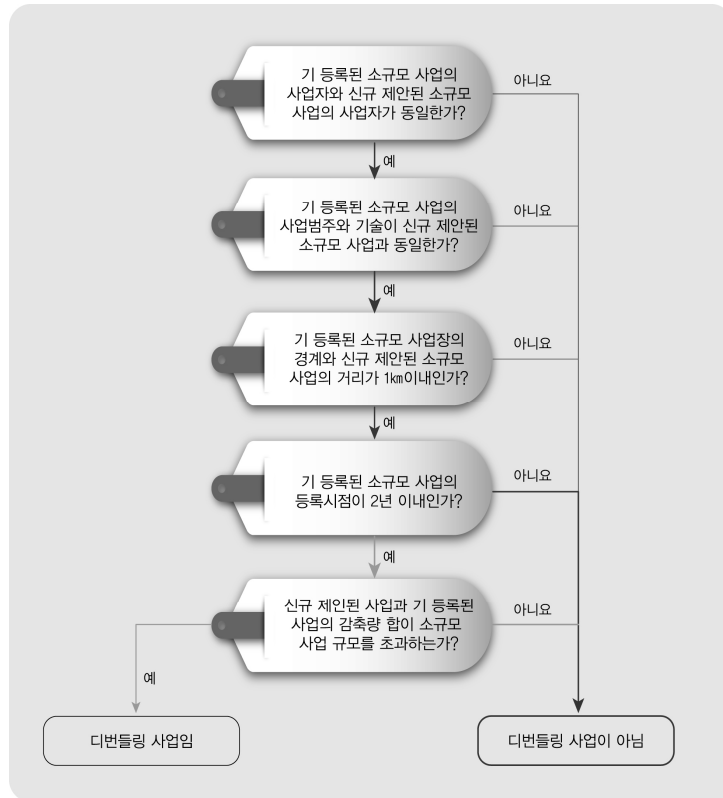 기 등록된 소규모 사업의
사업자와 신규 제안된 소규모
사업의 사업자가 동일한가?
아니요
예
기 등록된 소규모 사업의
사업범주와 기술이 신규 제안된
소규모 사업과 동일한가?
아니요
예
기 등록된 소규모 사업장의
경계와 신규 제안된 소규모
사업의 거리가 1㎞이내인가?
아니요
예
기 등록된 소규모 사업의
등록시점이 2년 이내인가?
아니요
예
신규 제인된 사입과 기 등록된
사업의 감축량 합이 소규모
사업 규모를 초과하는가?
아니요
예
디번들링 사업임
디번들링 사업이 아님